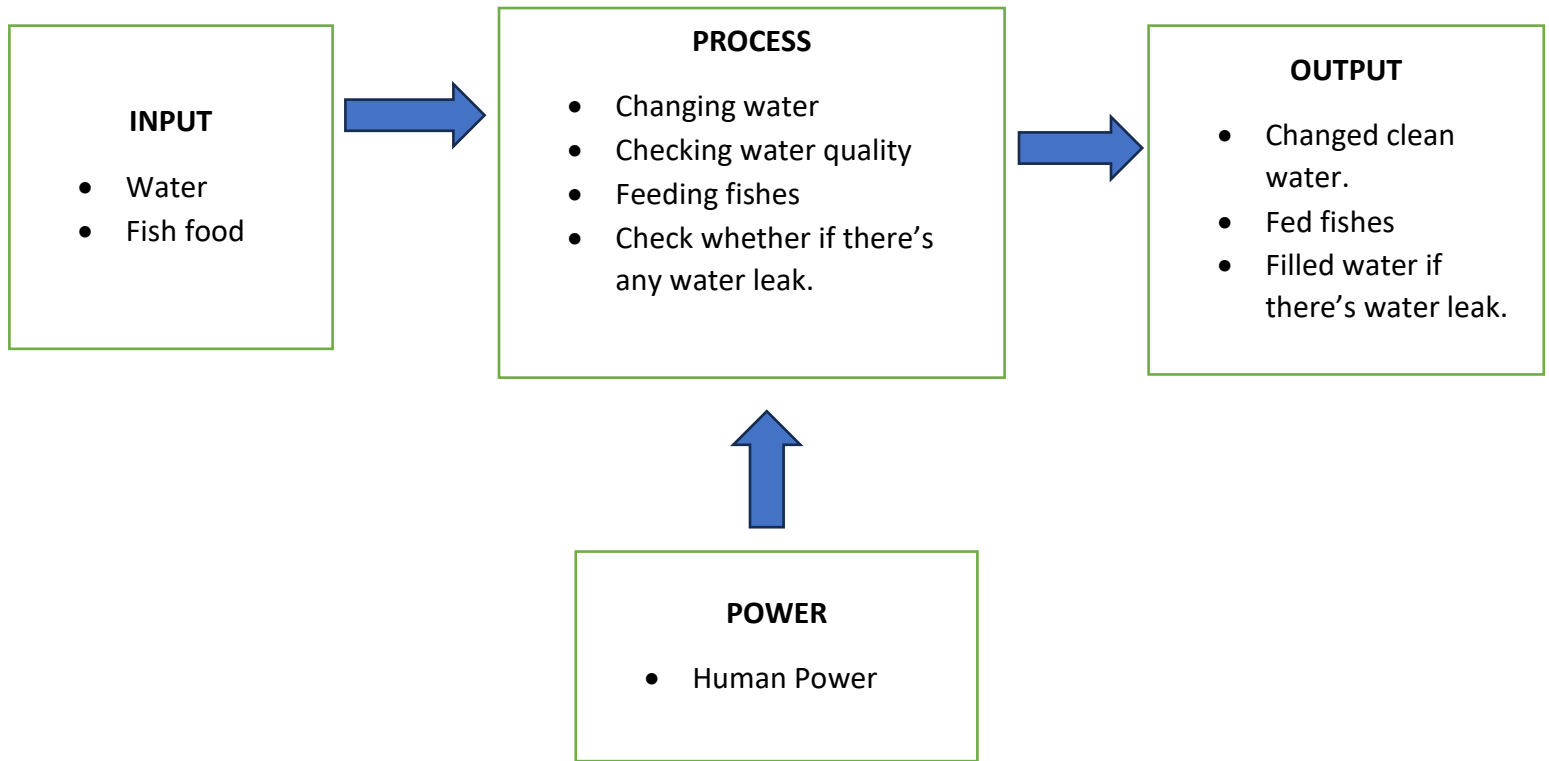 INPUT
• Water
• Fish food
PROCESS
• Changing water
• Checking water quality
• Feeding fishes
• Check whether if there’s
any water leak.
OUTPUT
• Changed clean
water.
• Fed fishes
• Filled water if
there’s water leak.
POWER
• Human Power